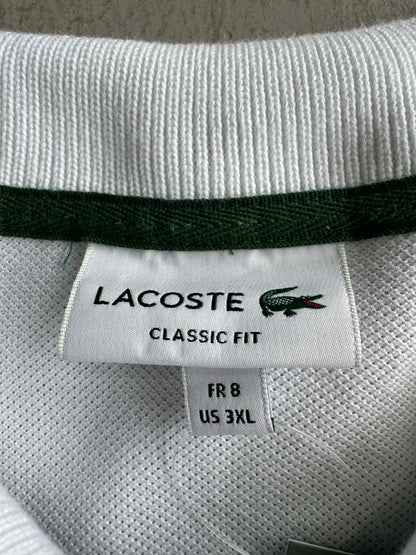 LACOSTE
CLASSIC FIT
FR 8
US 3XL